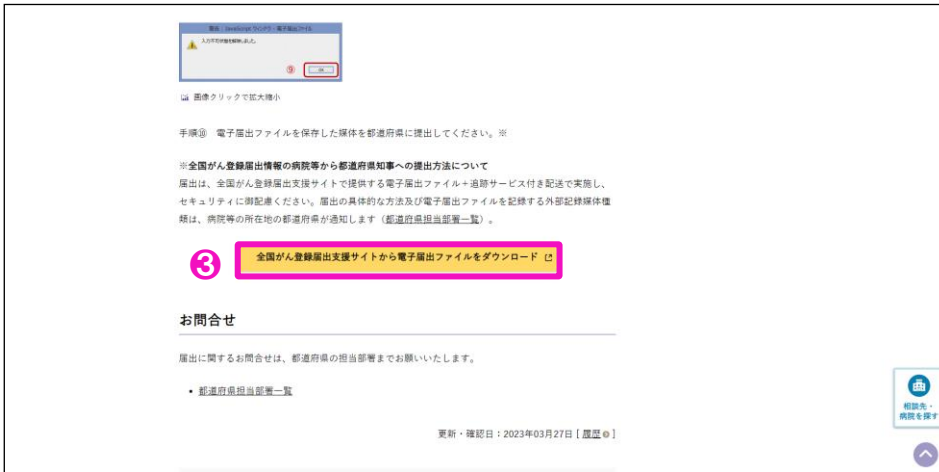 警告：JavaScript ウィンドウ - 電子届出ファイル
入力不可状態を解除しました。
⑨ OK
画像クリックで拡大縮小
手順⑩　電子届出ファイルを保存した媒体を都道府県に提出してください。※
※全国がん登録届出情報の病院等から都道府県知事への提出方法について
届出は、全国がん登録届出支援サイトで提供する電子届出ファイル＋追跡サービス付き配送で実施し、
セキュリティに御配慮ください。届出の具体的な方法及び電子届出ファイルを記録する外部記録媒体種
類は、病院等の所在地の都道府県が通知します（都道府県担当部署一覧）。
❸ 全国がん登録届出支援サイトから電子届出ファイルをダウンロード
お問合せ
届出に関するお問合せは、都道府県の担当部署までお願いいたします。
• 都道府県担当部署一覧
相談先・
病院を探す
更新・確認日：2023年03月27日 [ 履歴 ]